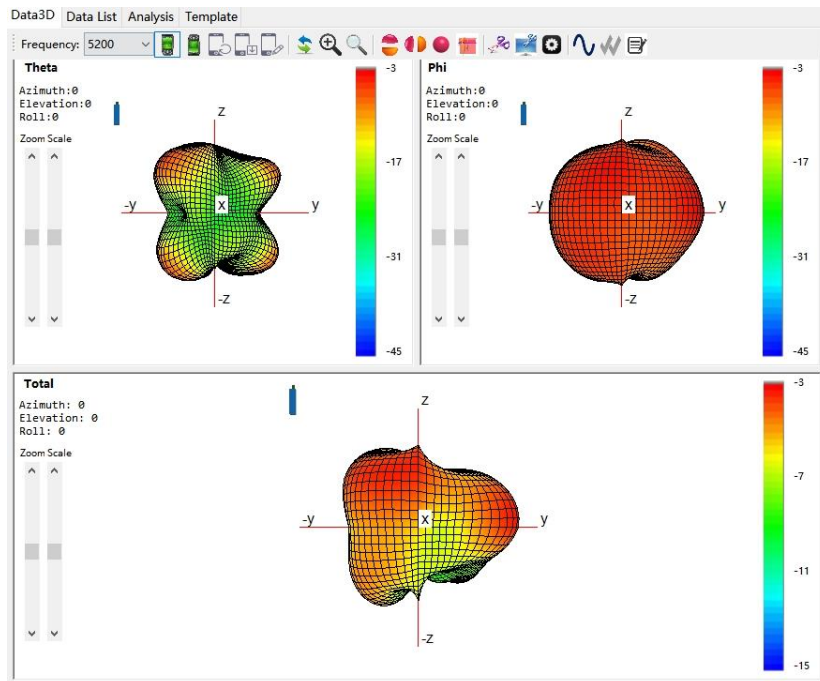 Data3D Data List Analysis Template
Frequency: 5200
Theta
Azimuth:0
Elevation:0
Roll:0
Zoom Scale
z
-y x y
-z
-3
-17
-31
-45
Phi
Azimuth:0
Elevation:0
Roll:0
Zoom Scale
z
-y x y
-z
-3
-17
-31
-45
Total
Azimuth: 0
Elevation: 0
Roll: 0
Zoom Scale
z
-y x y
-z
-3
-7
-11
-15